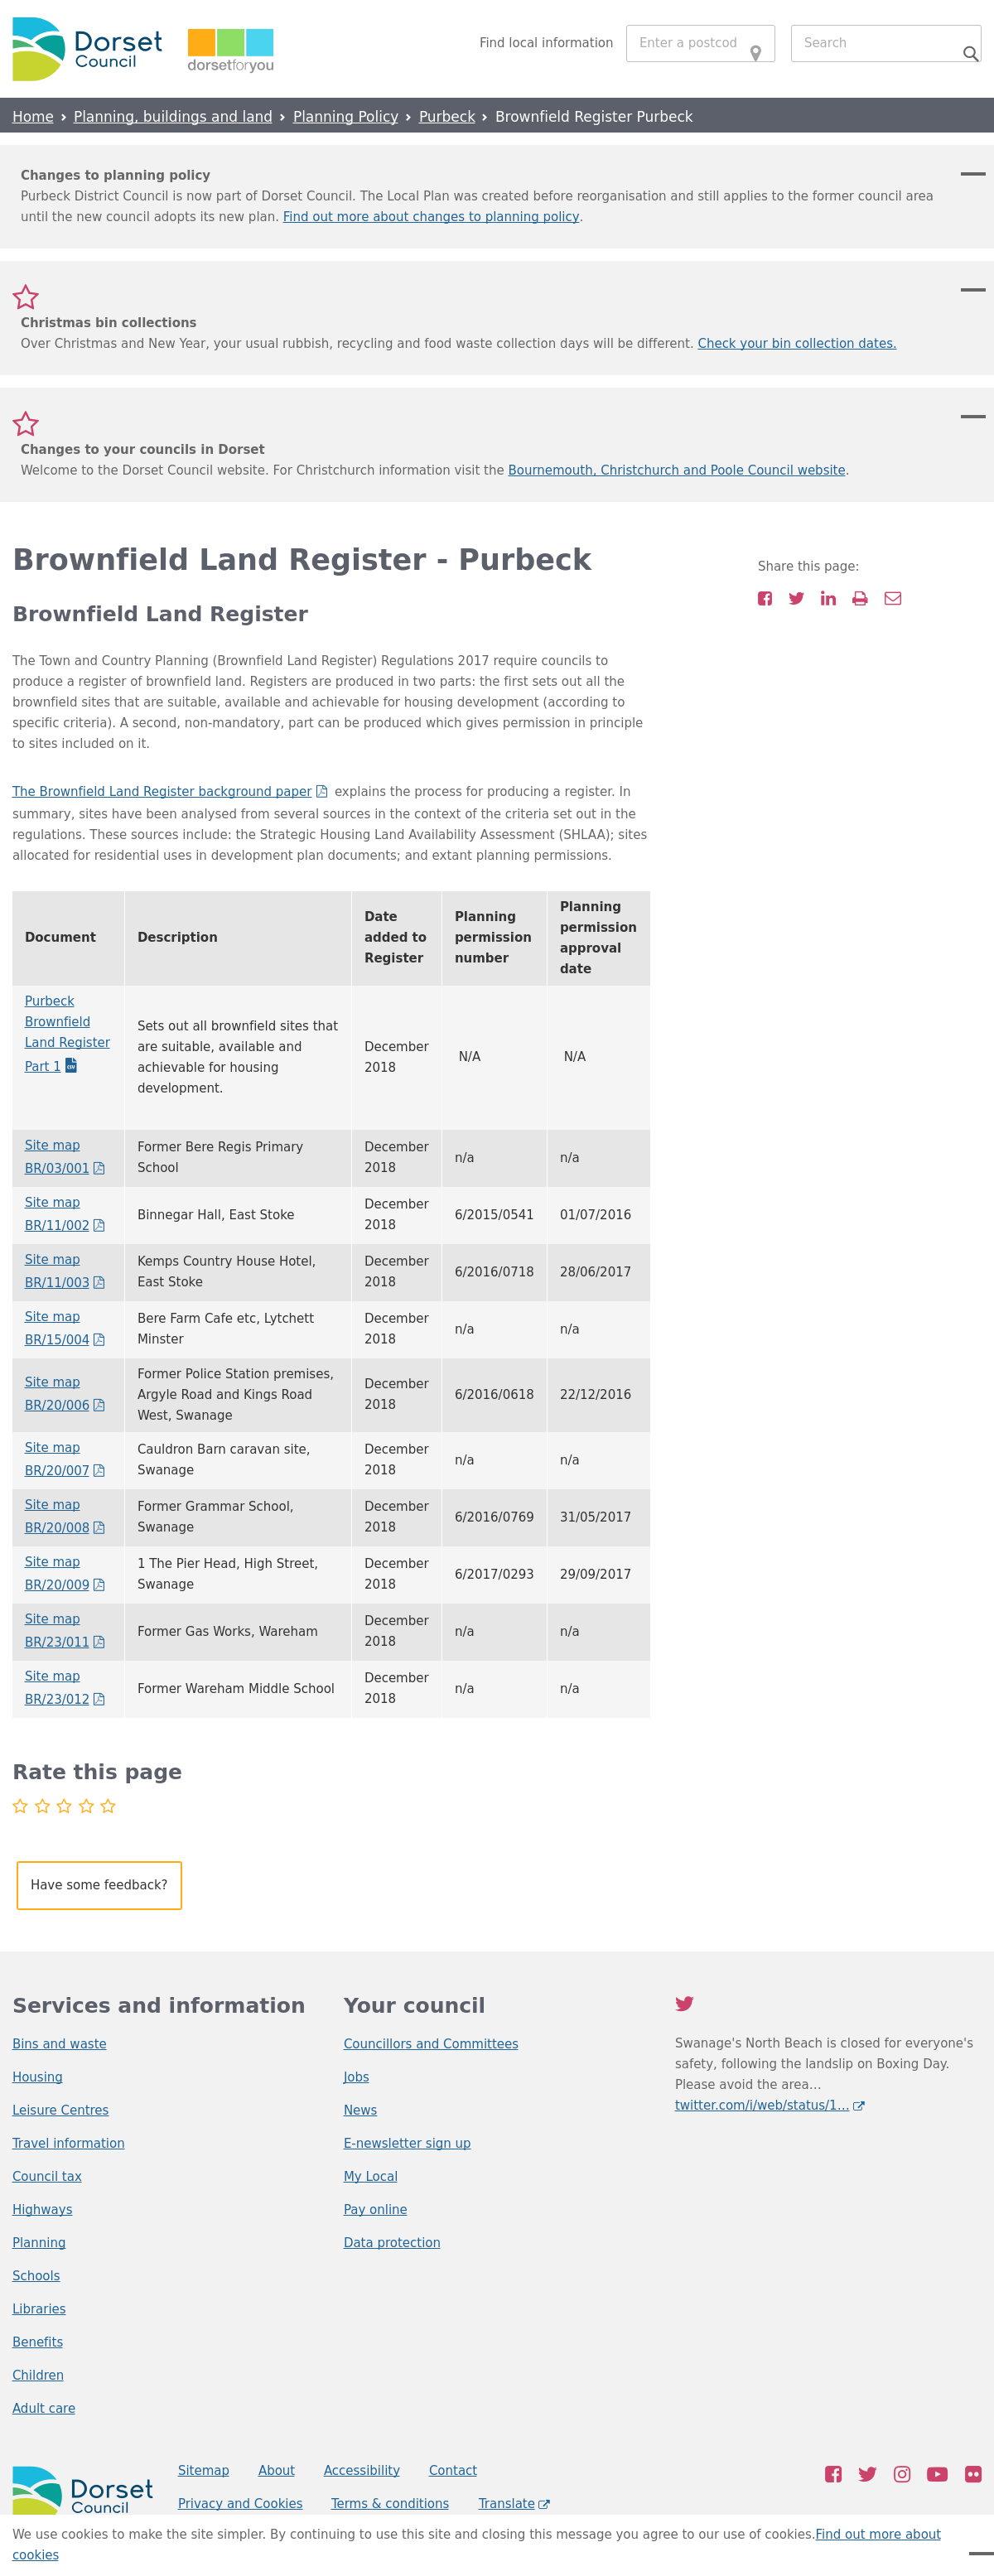 Dorset
Council
dorsetforyou
Find local information
Enter a postcod
Search
Home › Planning, buildings and land › Planning Policy › Purbeck › Brownfield Register Purbeck
Changes to planning policy
Purbeck District Council is now part of Dorset Council. The Local Plan was created before reorganisation and still applies to the former council area
until the new council adopts its new plan. Find out more about changes to planning policy.
Christmas bin collections
Over Christmas and New Year, your usual rubbish, recycling and food waste collection days will be different. Check your bin collection dates.
Changes to your councils in Dorset
Welcome to the Dorset Council website. For Christchurch information visit the Bournemouth, Christchurch and Poole Council website.
Brownfield Land Register - Purbeck
Share this page:
Brownfield Land Register
The Town and Country Planning (Brownfield Land Register) Regulations 2017 require councils to
produce a register of brownfield land. Registers are produced in two parts: the first sets out all the
brownfield sites that are suitable, available and achievable for housing development (according to
specific criteria). A second, non-mandatory, part can be produced which gives permission in principle
to sites included on it.
The Brownfield Land Register background paper explains the process for producing a register. In
summary, sites have been analysed from several sources in the context of the criteria set out in the
regulations. These sources include: the Strategic Housing Land Availability Assessment (SHLAA); sites
allocated for residential uses in development plan documents; and extant planning permissions.
Document
Description
Date
added to
Register
Planning
permission
number
Planning
permission
approval
date
Purbeck
Brownfield
Land Register
Part 1
Sets out all brownfield sites that
are suitable, available and
achievable for housing
development.
December
2018
N/A
N/A
Site map
BR/03/001
Former Bere Regis Primary
School
December
2018
n/a
n/a
Site map
BR/11/002
Binnegar Hall, East Stoke
December
2018
6/2015/0541
01/07/2016
Site map
BR/11/003
Kemps Country House Hotel,
East Stoke
December
2018
6/2016/0718
28/06/2017
Site map
BR/15/004
Bere Farm Cafe etc, Lytchett
Minster
December
2018
n/a
n/a
Site map
BR/20/006
Former Police Station premises,
Argyle Road and Kings Road
West, Swanage
December
2018
6/2016/0618
22/12/2016
Site map
BR/20/007
Cauldron Barn caravan site,
Swanage
December
2018
n/a
n/a
Site map
BR/20/008
Former Grammar School,
Swanage
December
2018
6/2016/0769
31/05/2017
Site map
BR/20/009
1 The Pier Head, High Street,
Swanage
December
2018
6/2017/0293
29/09/2017
Site map
BR/23/011
Former Gas Works, Wareham
December
2018
n/a
n/a
Site map
BR/23/012
Former Wareham Middle School
December
2018
n/a
n/a
Rate this page
Have some feedback?
Services and information
Bins and waste
Housing
Leisure Centres
Travel information
Council tax
Highways
Planning
Schools
Libraries
Benefits
Children
Adult care
Your council
Councillors and Committees
Jobs
News
E-newsletter sign up
My Local
Pay online
Data protection
Swanage's North Beach is closed for everyone's
safety, following the landslip on Boxing Day.
Please avoid the area…
twitter.com/i/web/status/1…
Dorset
Council
Sitemap About Accessibility Contact
Privacy and Cookies Terms & conditions Translate
We use cookies to make the site simpler. By continuing to use this site and closing this message you agree to our use of cookies.Find out more about
cookies